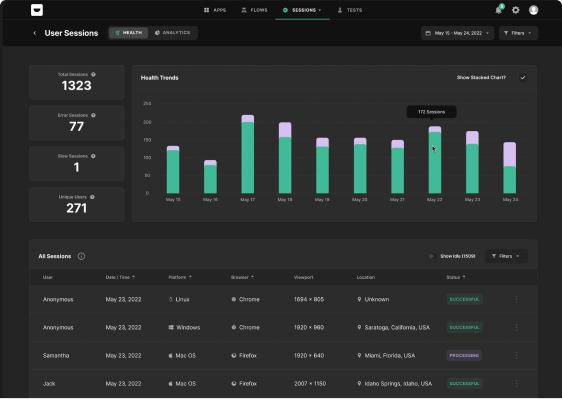 APPS FLOWS SESSIONS TESTS
User Sessions HEALTH ANALYTICS May 15 - May 24, 2022 Filters
Total Sessions
1323
Error Sessions
77
Slow Sessions
1
Unique Users
271
Health Trends Show Stacked Chart?
172 Sessions
250
200
150
100
50
0
May 15 May 16 May 17 May 18 May 19 May 20 May 21 May 22 May 23 May 24
All Sessions Show Idle (1509) Filters
User Date / Time Platform Browser Viewport Location Status
Anonymous May 23, 2022 Linux Chrome 1694 × 805 Unknown SUCCESSFUL
Anonymous May 23, 2022 Windows Chrome 1920 × 960 Saratoga, California, USA SUCCESSFUL
Samantha May 23, 2022 Mac OS Firefox 1920 × 640 Miami, Florida, USA PROCESSING
Jack May 23, 2022 Mac OS Firefox 2007 × 1150 Idaho Springs, Idaho, USA SUCCESSFUL